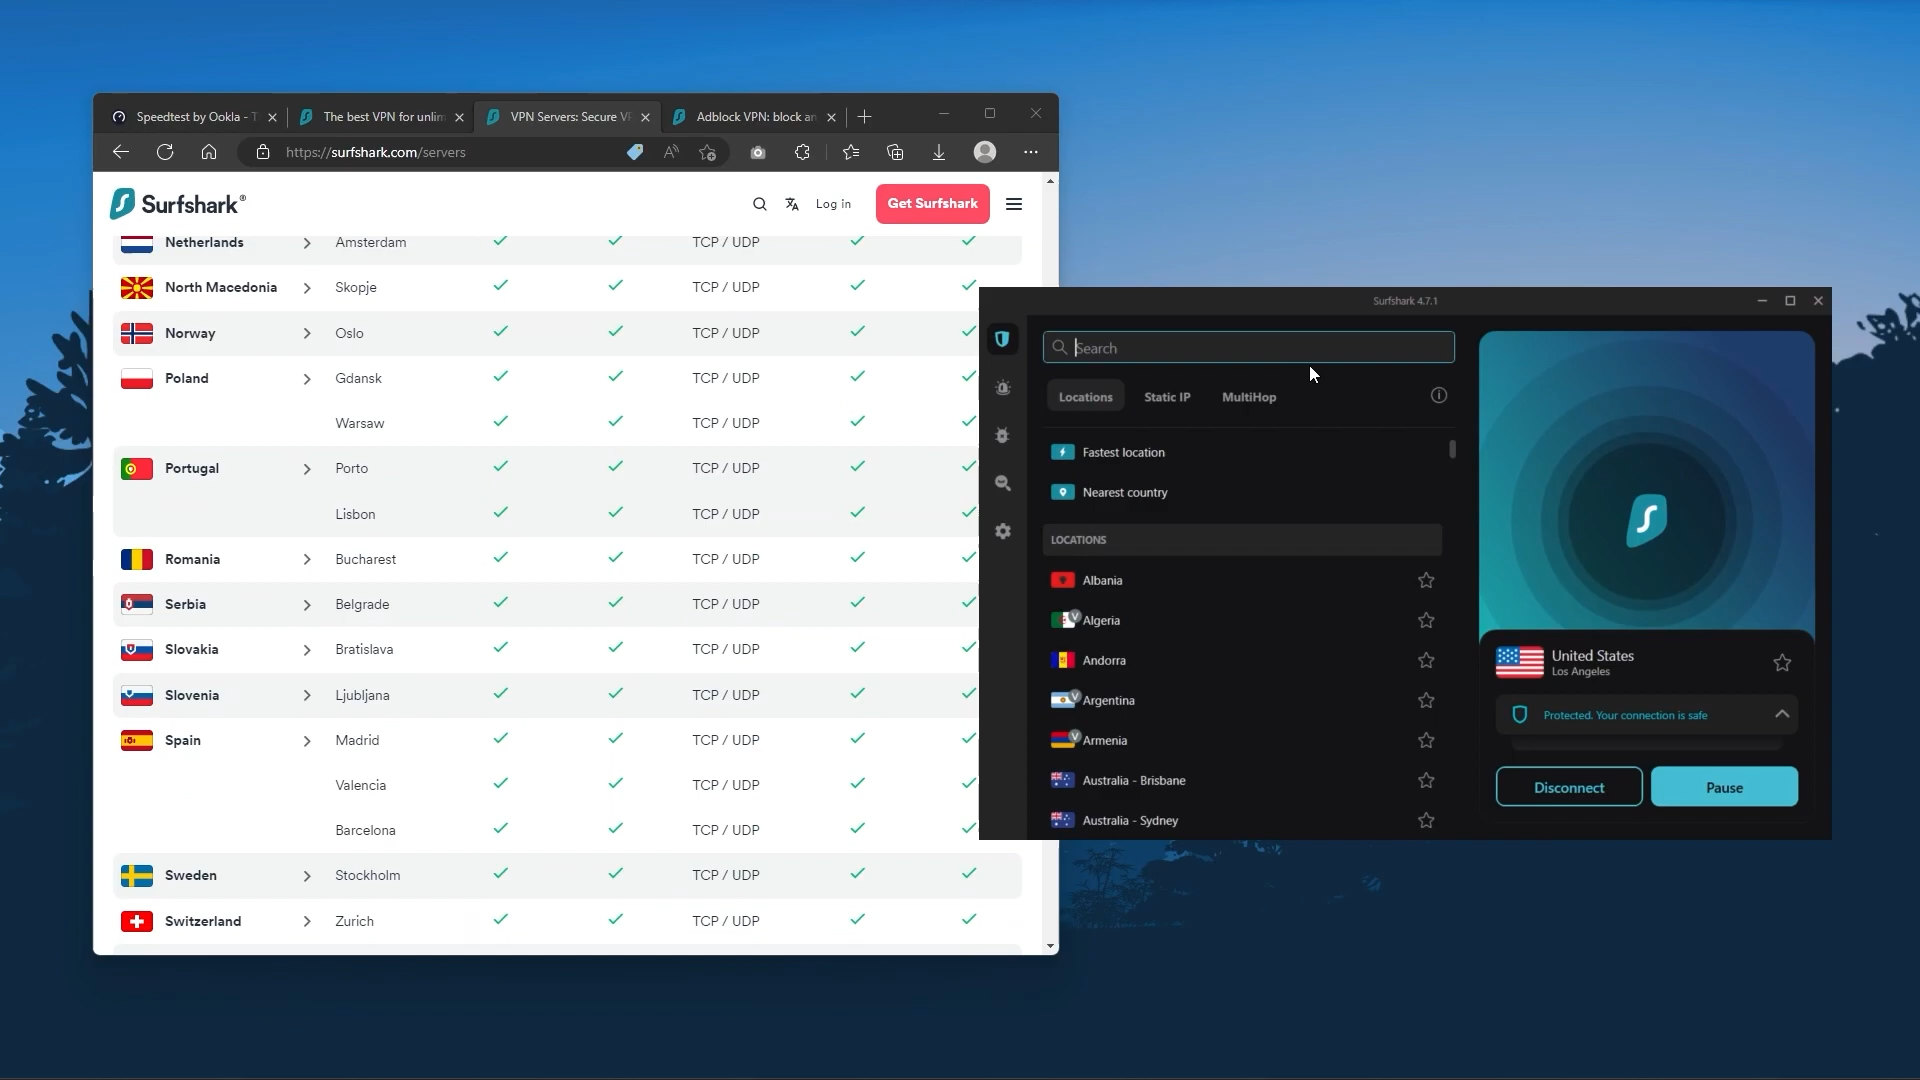 Speedtest by Ookla - T
The best VPN for unlim
VPN Servers: Secure VP
Adblock VPN: block an
https://surfshark.com/servers
Surfshark®
Log in
Get Surfshark
Netherlands Amsterdam TCP / UDP
North Macedonia Skopje TCP / UDP
Norway Oslo TCP / UDP
Poland Gdansk TCP / UDP
Warsaw TCP / UDP
Portugal Porto TCP / UDP
Lisbon TCP / UDP
Romania Bucharest TCP / UDP
Serbia Belgrade TCP / UDP
Slovakia Bratislava TCP / UDP
Slovenia Ljubljana TCP / UDP
Spain Madrid TCP / UDP
Valencia TCP / UDP
Barcelona TCP / UDP
Sweden Stockholm TCP / UDP
Switzerland Zurich TCP / UDP
Surfshark 4.7.1
Search
Locations Static IP MultiHop
Fastest location
Nearest country
LOCATIONS
Albania
V Algeria
Andorra
V Argentina
V Armenia
Australia - Brisbane
Australia - Sydney
United States
Los Angeles
Protected. Your connection is safe
Disconnect Pause